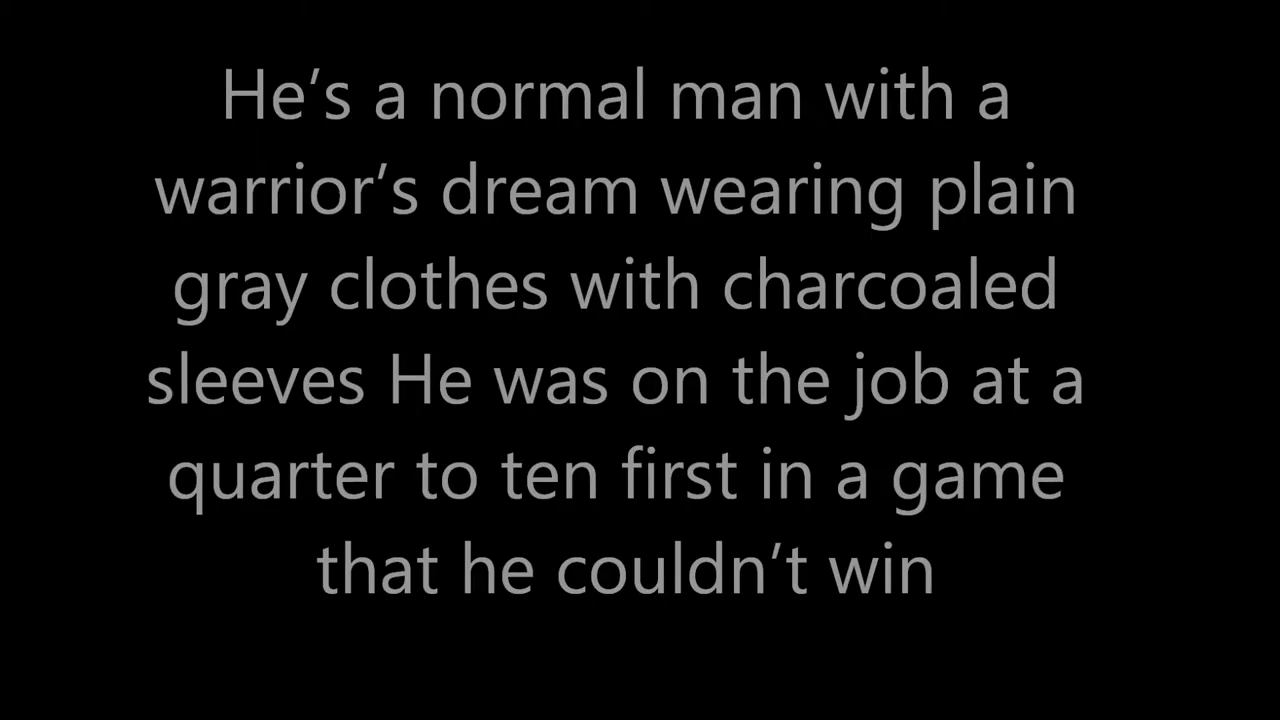 He’s a normal man with a
warrior’s dream wearing plain
gray clothes with charcoaled
sleeves He was on the job at a
quarter to ten first in a game
that he couldn’t win